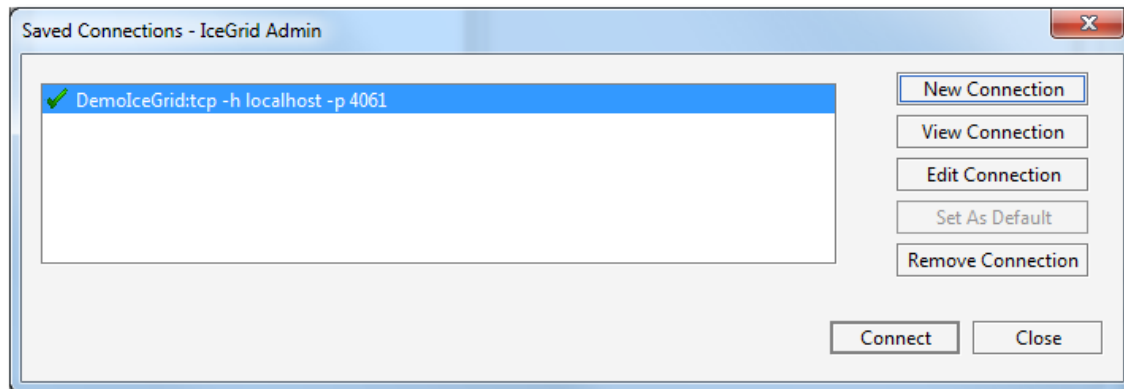 Saved Connections - IceGrid Admin
DemoIceGrid:tcp -h localhost -p 4061
New Connection
View Connection
Edit Connection
Set As Default
Remove Connection
Connect
Close